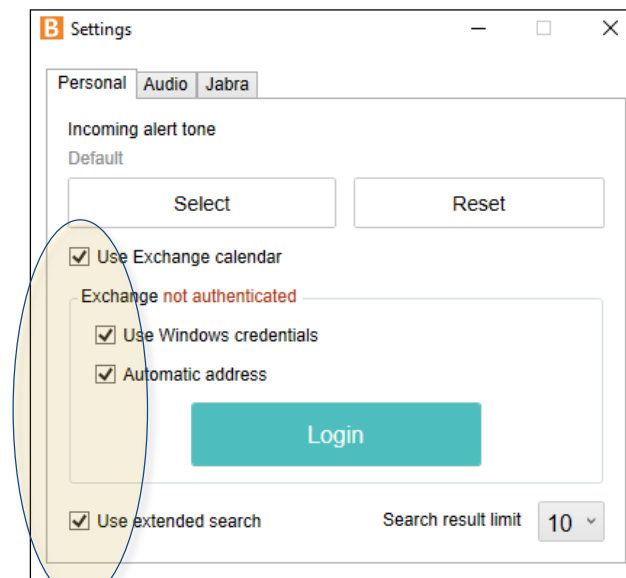 B Settings
Personal Audio Jabra
Incoming alert tone
Default
Select Reset
Use Exchange calendar
Exchange not authenticated
Use Windows credentials
Automatic address
Login
Use extended search Search result limit 10